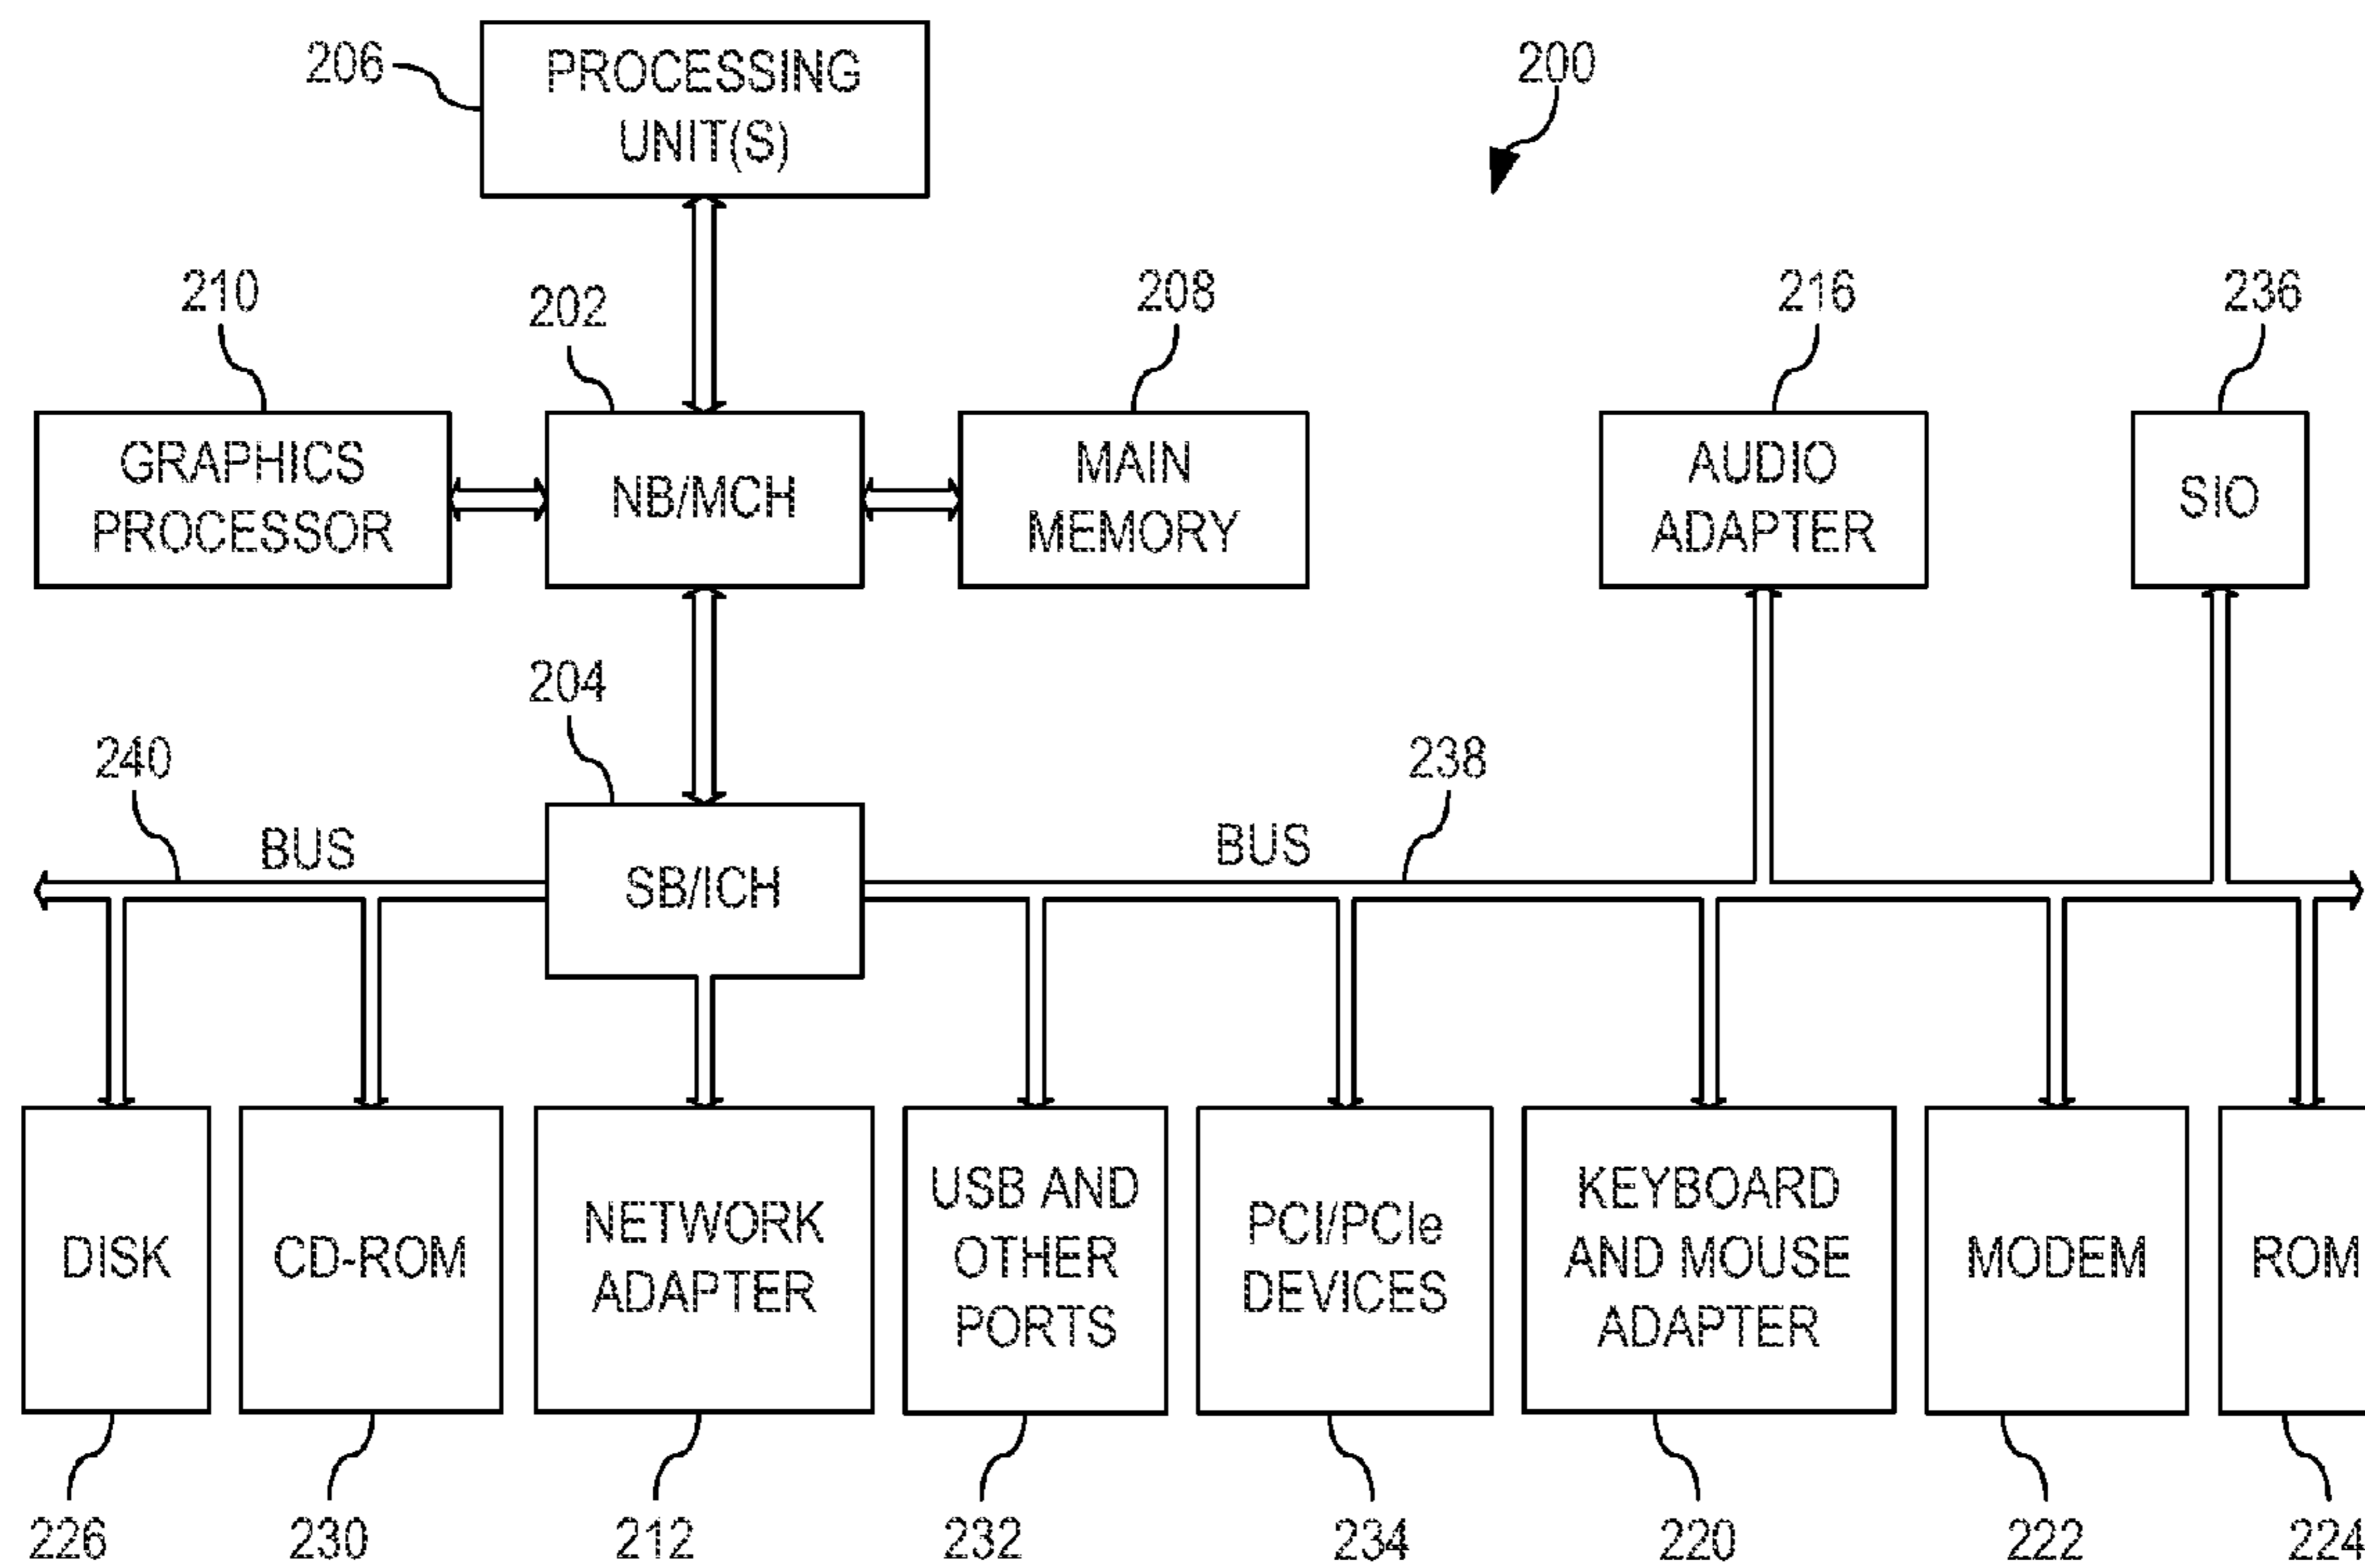 206
PROCESSING
UNIT(S)
200
210
202
208
216
236
GRAPHICS
PROCESSOR
NB/MCH
MAIN
MEMORY
AUDIO
ADAPTER
SIO
204
240
238
BUS
BUS
SB/ICH
DISK
CD-ROM
NETWORK
ADAPTER
USB AND
OTHER
PORTS
PCI/PCIe
DEVICES
KEYBOARD
AND MOUSE
ADAPTER
MODEM
ROM
226
230
212
232
234
220
222
224